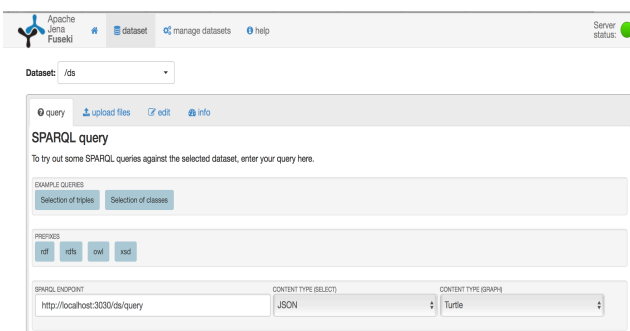 Apache
Jena
Fuseki
dataset
manage datasets
help
Server
status:
Dataset: /ds
query
upload files
edit
info
SPARQL query
To try out some SPARQL queries against the selected dataset, enter your query here.
EXAMPLE QUERIES
Selection of triples
Selection of classes
PREFIXES
rdf
rdfs
owl
xsd
SPARQL ENDPOINT
http://localhost:3030/ds/query
CONTENT TYPE (SELECT)
JSON
CONTENT TYPE (GRAPH)
Turtle